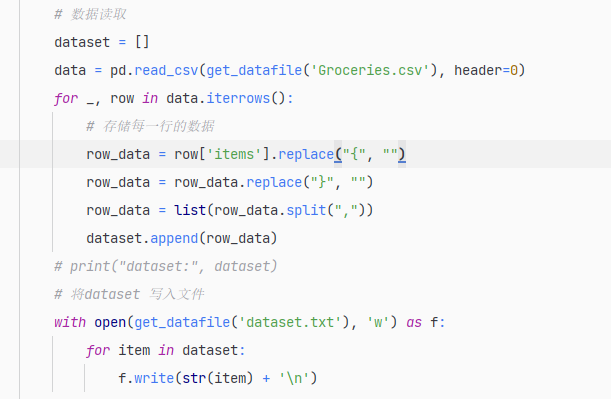 # 数据读取
dataset = []
data = pd.read_csv(get_datafile('Groceries.csv'), header=0)
for _, row in data.iterrows():
# 存储每一行的数据
row_data = row['items'].replace("{", "")
row_data = row_data.replace("}", "")
row_data = list(row_data.split(","))
dataset.append(row_data)
# print("dataset:", dataset)
# 将dataset 写入文件
with open(get_datafile('dataset.txt'), 'w') as f:
for item in dataset:
f.write(str(item) + '\n')